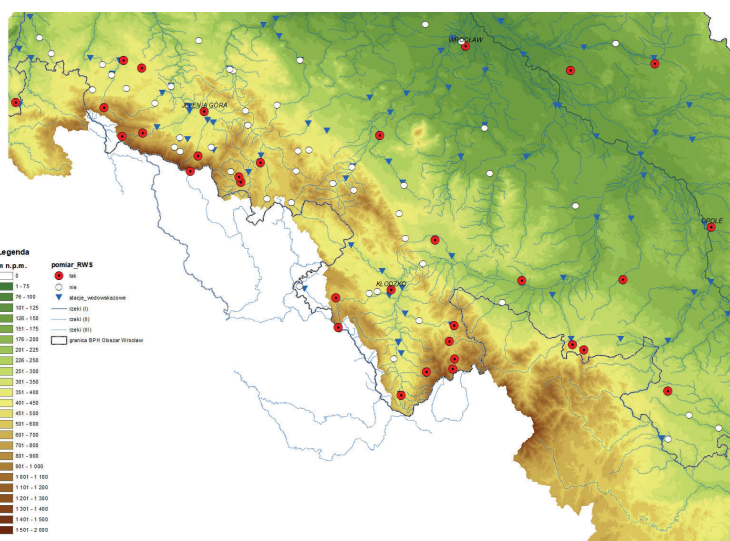 WROCŁAW
JELENIA GÓRA
OPOLE
KŁODZKO
Legenda
m n.p.m.
0
1 - 75
76 - 100
101 - 125
126 - 150
151 - 175
176 - 200
201 - 225
226 - 250
251 - 300
301 - 350
351 - 400
401 - 450
451 - 500
501 - 600
601 - 700
701 - 800
801 - 900
901 - 1 000
1 001 - 1 100
1 101 - 1 200
1 201 - 1 300
1 301 - 1 400
1 401 - 1 500
1 501 - 2 000
pomiar_RWS
tak
nie
stacje_wodowskazowe
rzeki (I)
rzeki (II)
rzeki (III)
granica BPH Obszar Wrocław